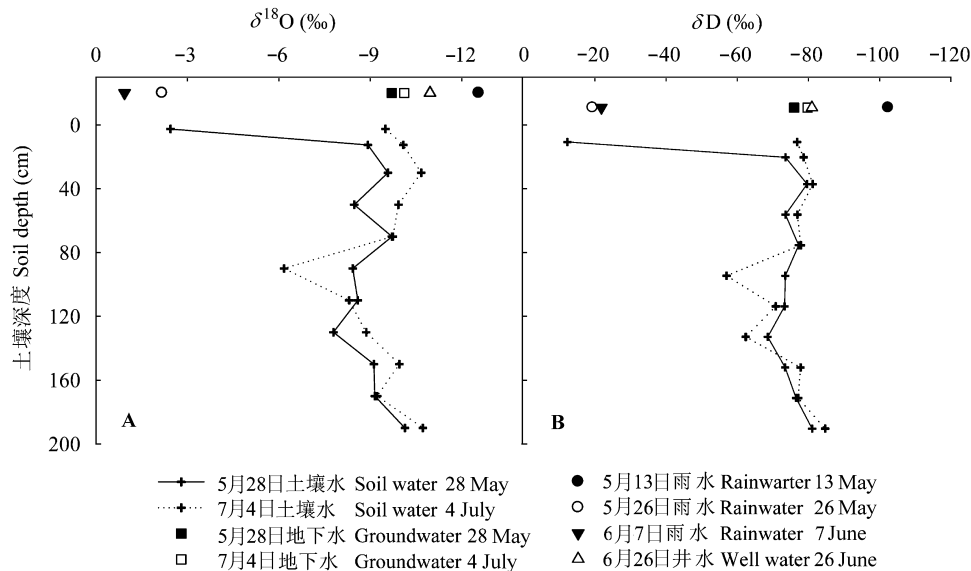 δ18O (‰) δD (‰)
0 −3 −6 −9 −12 0 −20 −40 −60 −80 −100 −120
0
40
80
120
160
200
土壤深度 Soil depth (cm)
A B
5月28日土壤水 Soil water 28 May
7月4日土壤水 Soil water 4 July
5月28日地下水 Groundwater 28 May
7月4日地下水 Groundwater 4 July
5月13日雨水 Rainwarter 13 May
5月26日雨水 Rainwater 26 May
6月7日雨水 Rainwater 7 June
6月26日井水 Well water 26 June